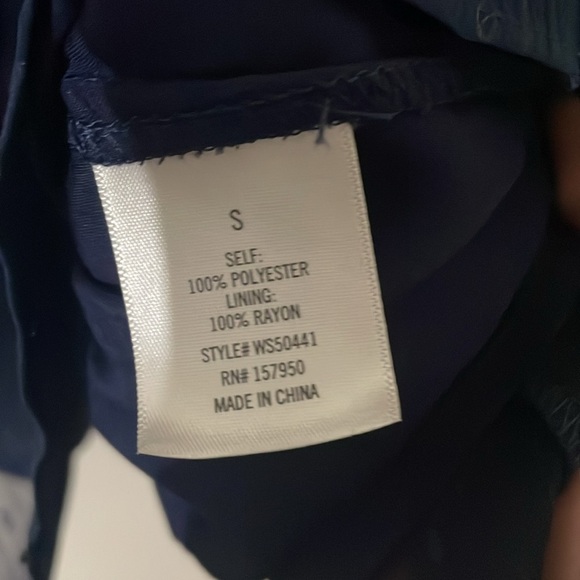 S
SELF:
100% POLYESTER
LINING:
100% RAYON
STYLE# WS50441
RN# 157950
MADE IN CHINA